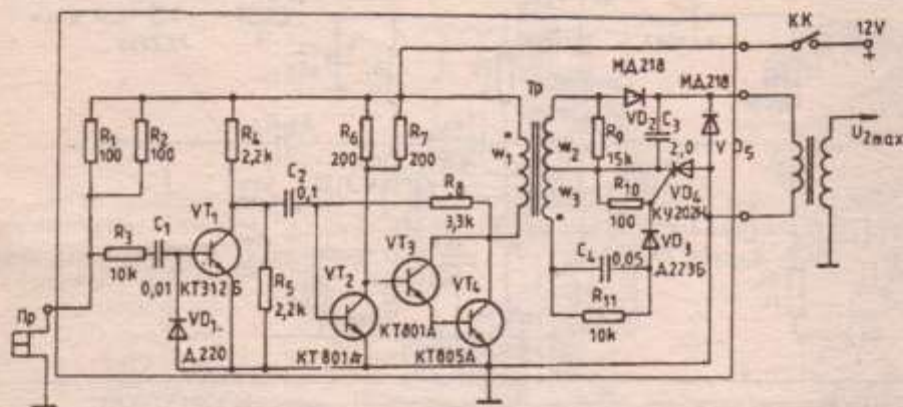 КК
12V
+
МД218
МД218
Тр
R1
100
R2
100
R4
2,2k
R6
200
R7
200
w1
w2
w3
R9
15k
VD2
C3
2,0
VD5
U2max
C2
0,1
R8
3,3k
R10
100
VD4
КУ202Н
VT1
R3
10k
C1
0,01
КТ312Б
R5
2,2k
VT2
VT3
VT4
C4
0,05
VD3
Д223Б
Пр
VD1
Д220
КТ801А
КТ801А
КТ805А
R11
10k